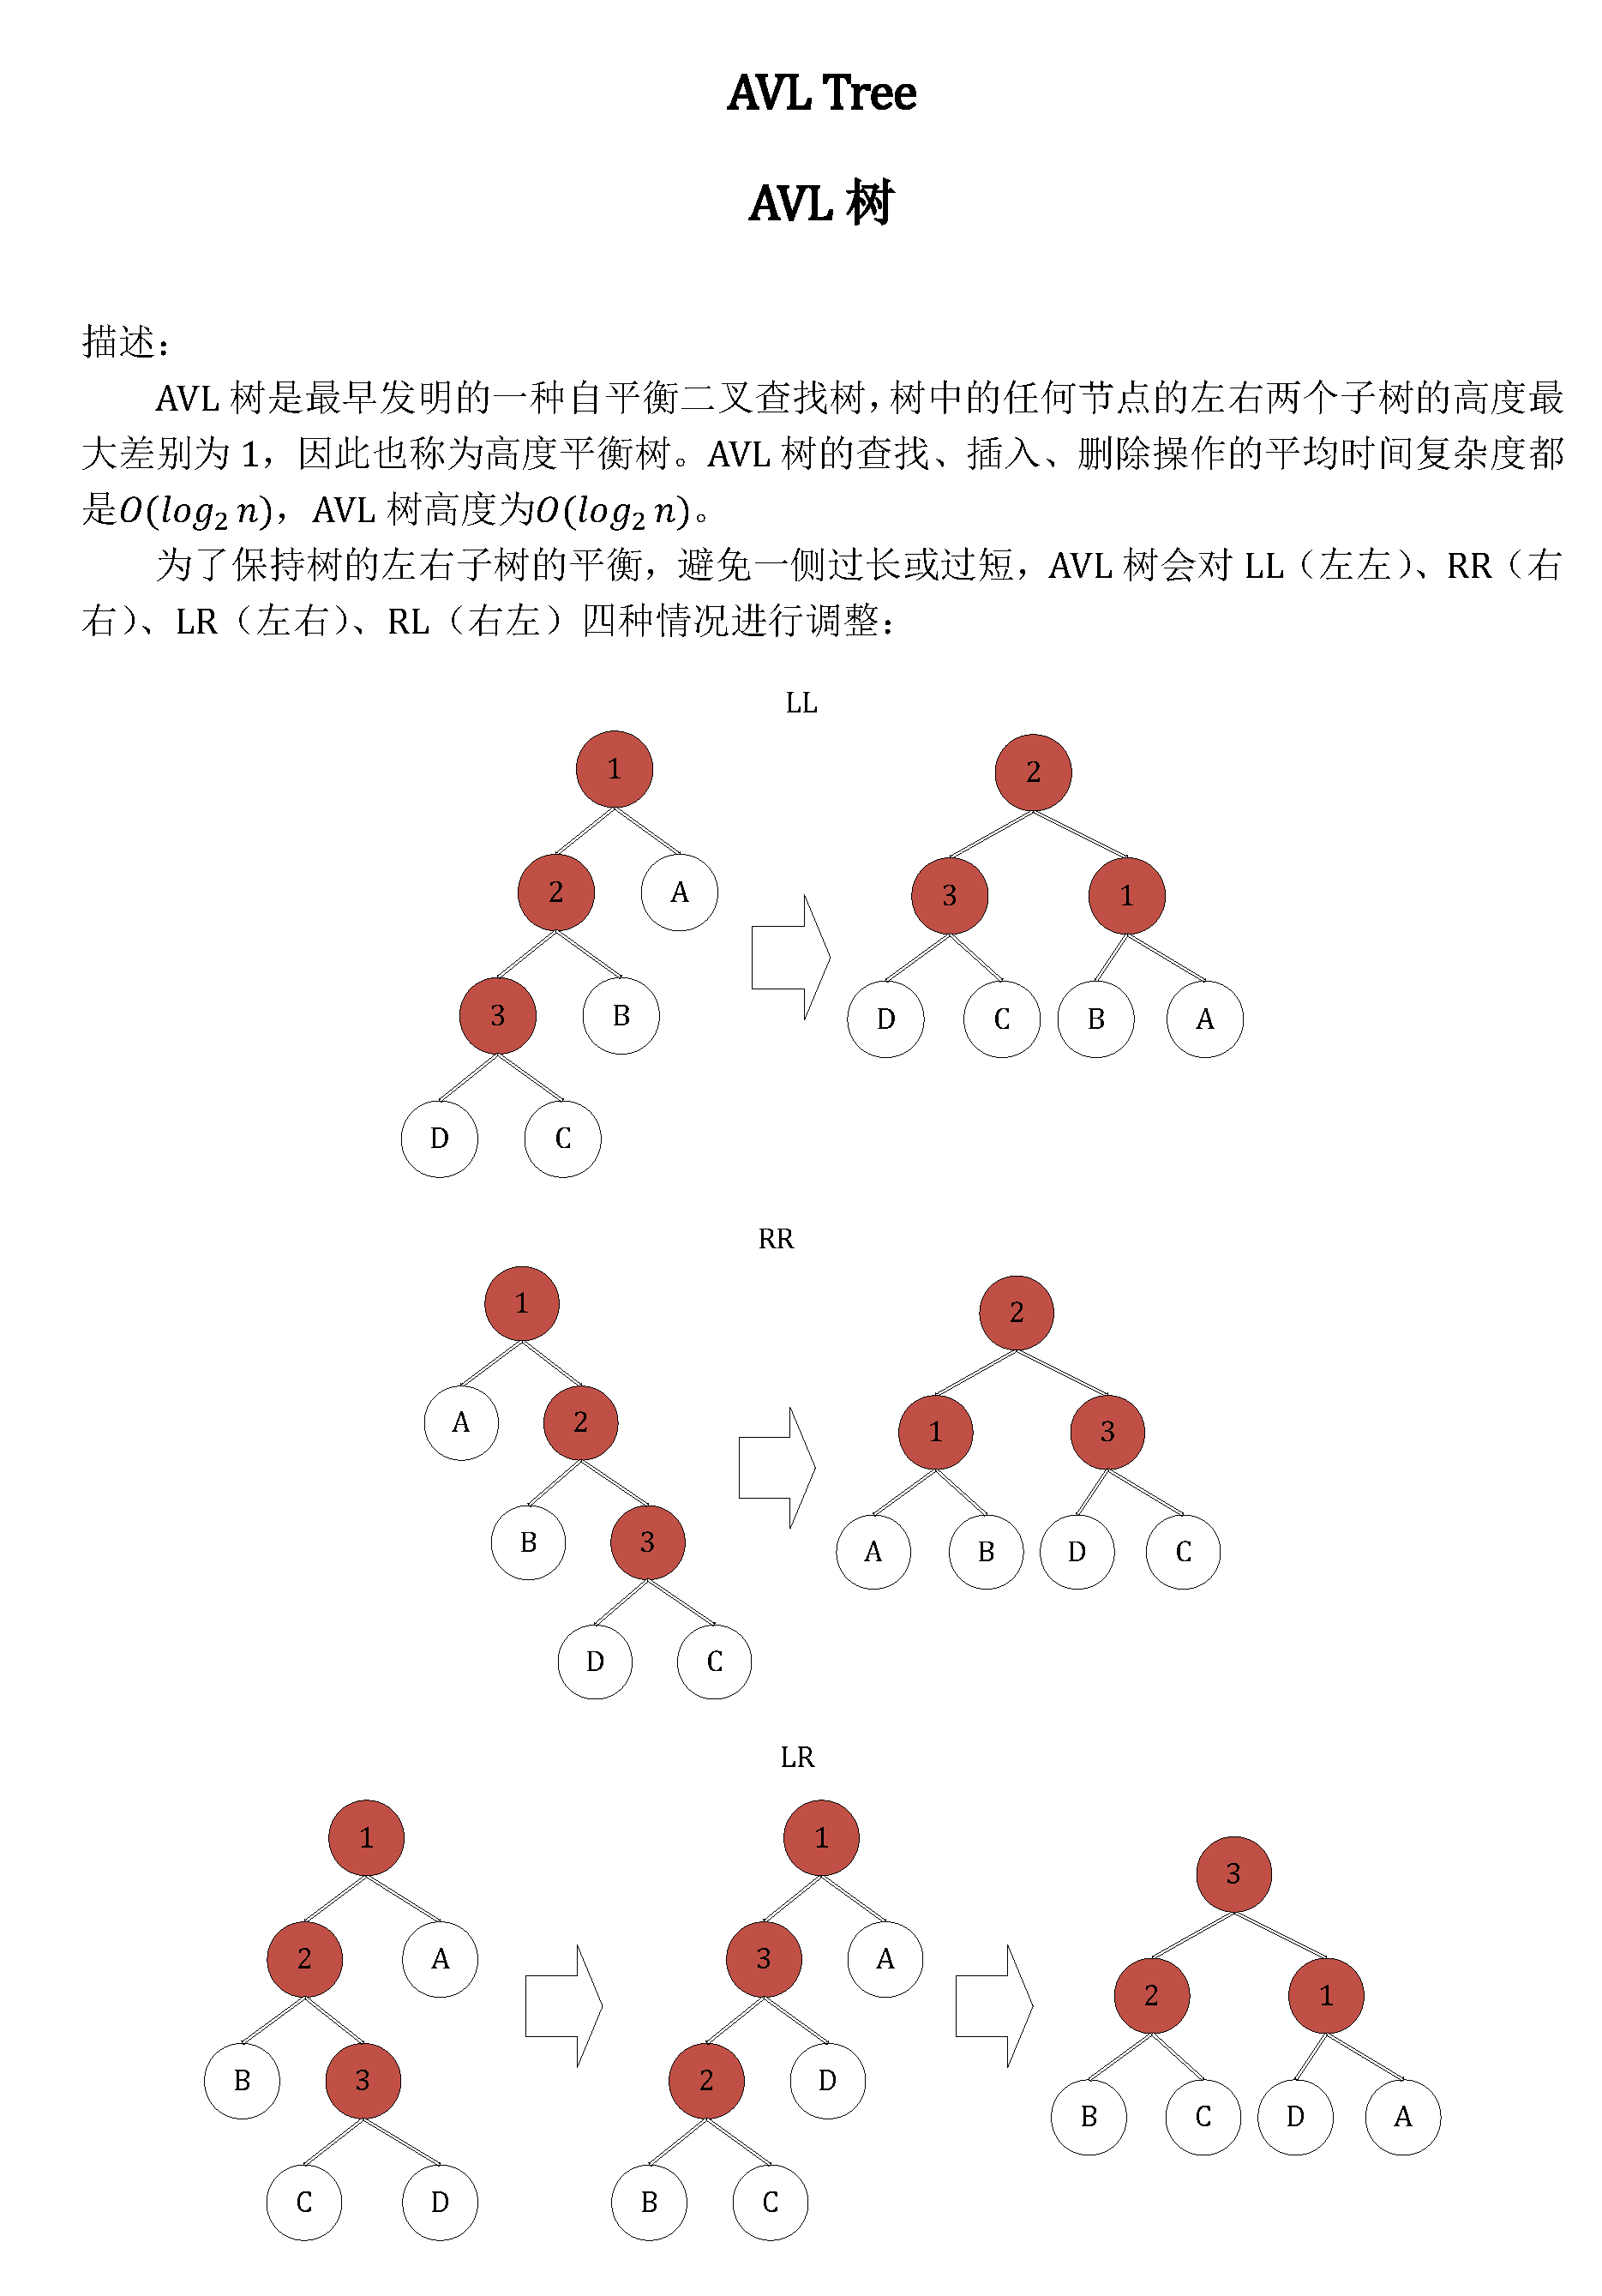 AVL Tree
AVL 树
描述：
AVL 树是最早发明的一种自平衡二叉查找树，树中的任何节点的左右两个子树的高度最
大差别为 1，因此也称为高度平衡树。AVL 树的查找、插入、删除操作的平均时间复杂度都
是O(log₂ n)，AVL 树高度为O(log₂ n)。
为了保持树的左右子树的平衡，避免一侧过长或过短，AVL 树会对 LL（左左）、RR（右
右）、LR（左右）、RL（右左）四种情况进行调整：
LL
1 2
2 A 3 1
3 B D C B A
D C
RR
1 2
A 2 1 3
B 3 A B D C
D C
LR
1 1 3
2 A 3 A 2 1
B 3 2 D B C D A
C D B C